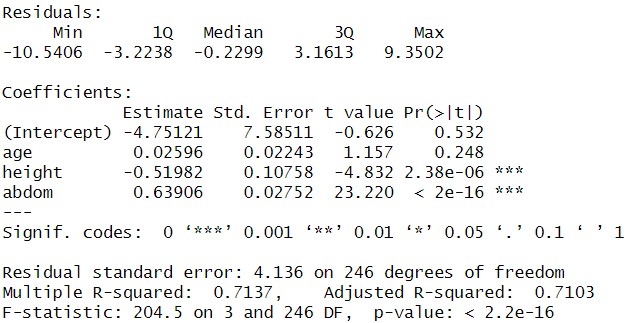 Residuals:
Min 1Q Median 3Q Max
-10.5406 -3.2238 -0.2299 3.1613 9.3502
Coefficients:
Estimate Std. Error t value Pr(>|t|)
(Intercept) -4.75121 7.58511 -0.626 0.532
age 0.02596 0.02243 1.157 0.248
height -0.51982 0.10758 -4.832 2.38e-06 ***
abdom 0.63906 0.02752 23.220 < 2e-16 ***
---
Signif. codes: 0 ‘***’ 0.001 ‘**’ 0.01 ‘*’ 0.05 ‘.’ 0.1 ‘ ’ 1
Residual standard error: 4.136 on 246 degrees of freedom
Multiple R-squared: 0.7137, Adjusted R-squared: 0.7103
F-statistic: 204.5 on 3 and 246 DF, p-value: < 2.2e-16